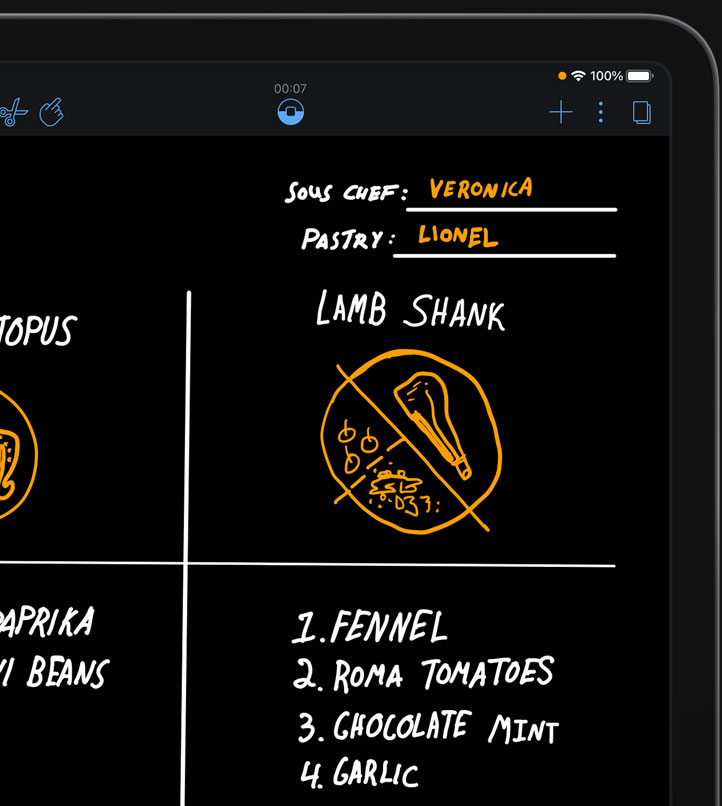 100%
00:07
SOUS CHEF: VERONICA
PASTRY: LIONEL
TOPUS
LAMB SHANK
PAPRIKA
VI BEANS
1. FENNEL
2. ROMA TOMATOES
3. CHOCOLATE MINT
4. GARLIC